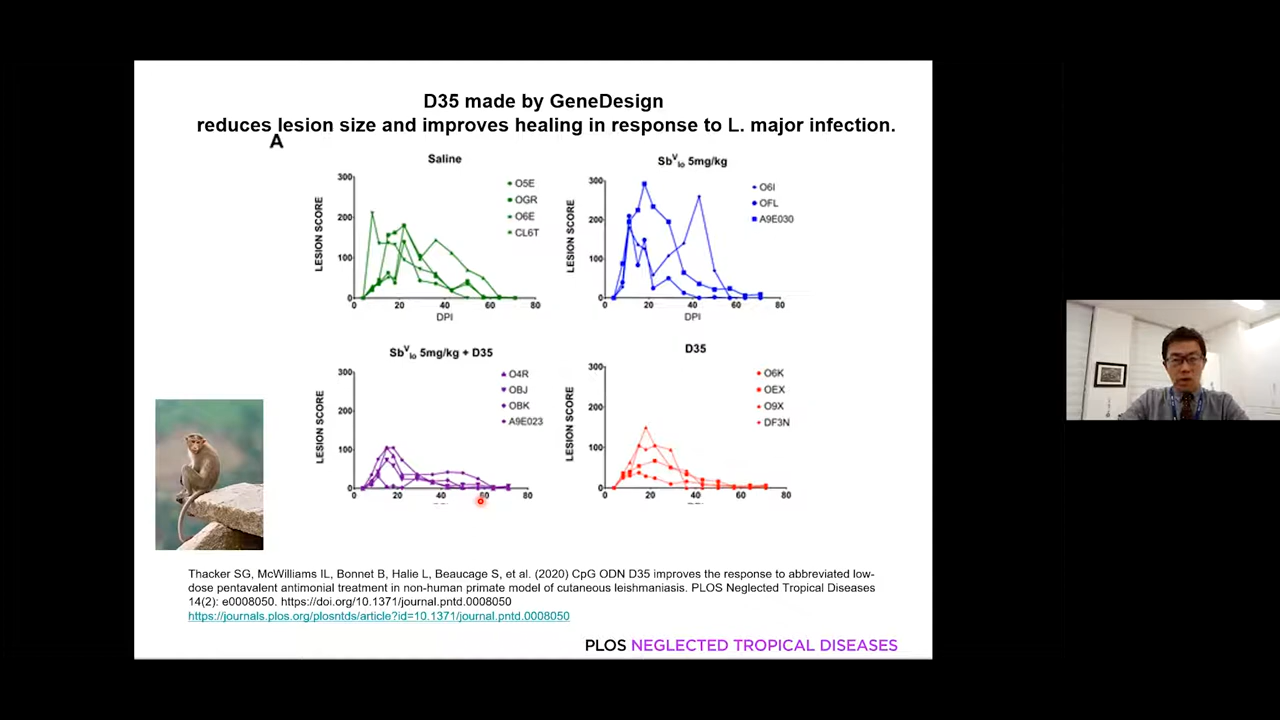 D35 made by GeneDesign
reduces lesion size and improves healing in response to L. major infection.
A
Saline
300
200
100
0
LESION SCORE
0 20 40 60 80
DPI
O5E
OGR
O6E
CL6T
Sb V lo 5mg/kg
300
200
100
0
LESION SCORE
0 20 40 60 80
DPI
O6I
OFL
A9E030
Sb V lo 5mg/kg + D35
300
200
100
0
LESION SCORE
0 20 40 60 80
O4R
OBJ
OBK
A9E023
D35
300
200
100
0
LESION SCORE
0 20 40 60 80
O6K
OEX
O9X
DF3N
Thacker SG, McWilliams IL, Bonnet B, Halie L, Beaucage S, et al. (2020) CpG ODN D35 improves the response to abbreviated low-
dose pentavalent antimonial treatment in non-human primate model of cutaneous leishmaniasis. PLOS Neglected Tropical Diseases
14(2): e0008050. https://doi.org/10.1371/journal.pntd.0008050
https://journals.plos.org/plosntds/article?id=10.1371/journal.pntd.0008050
PLOS NEGLECTED TROPICAL DISEASES